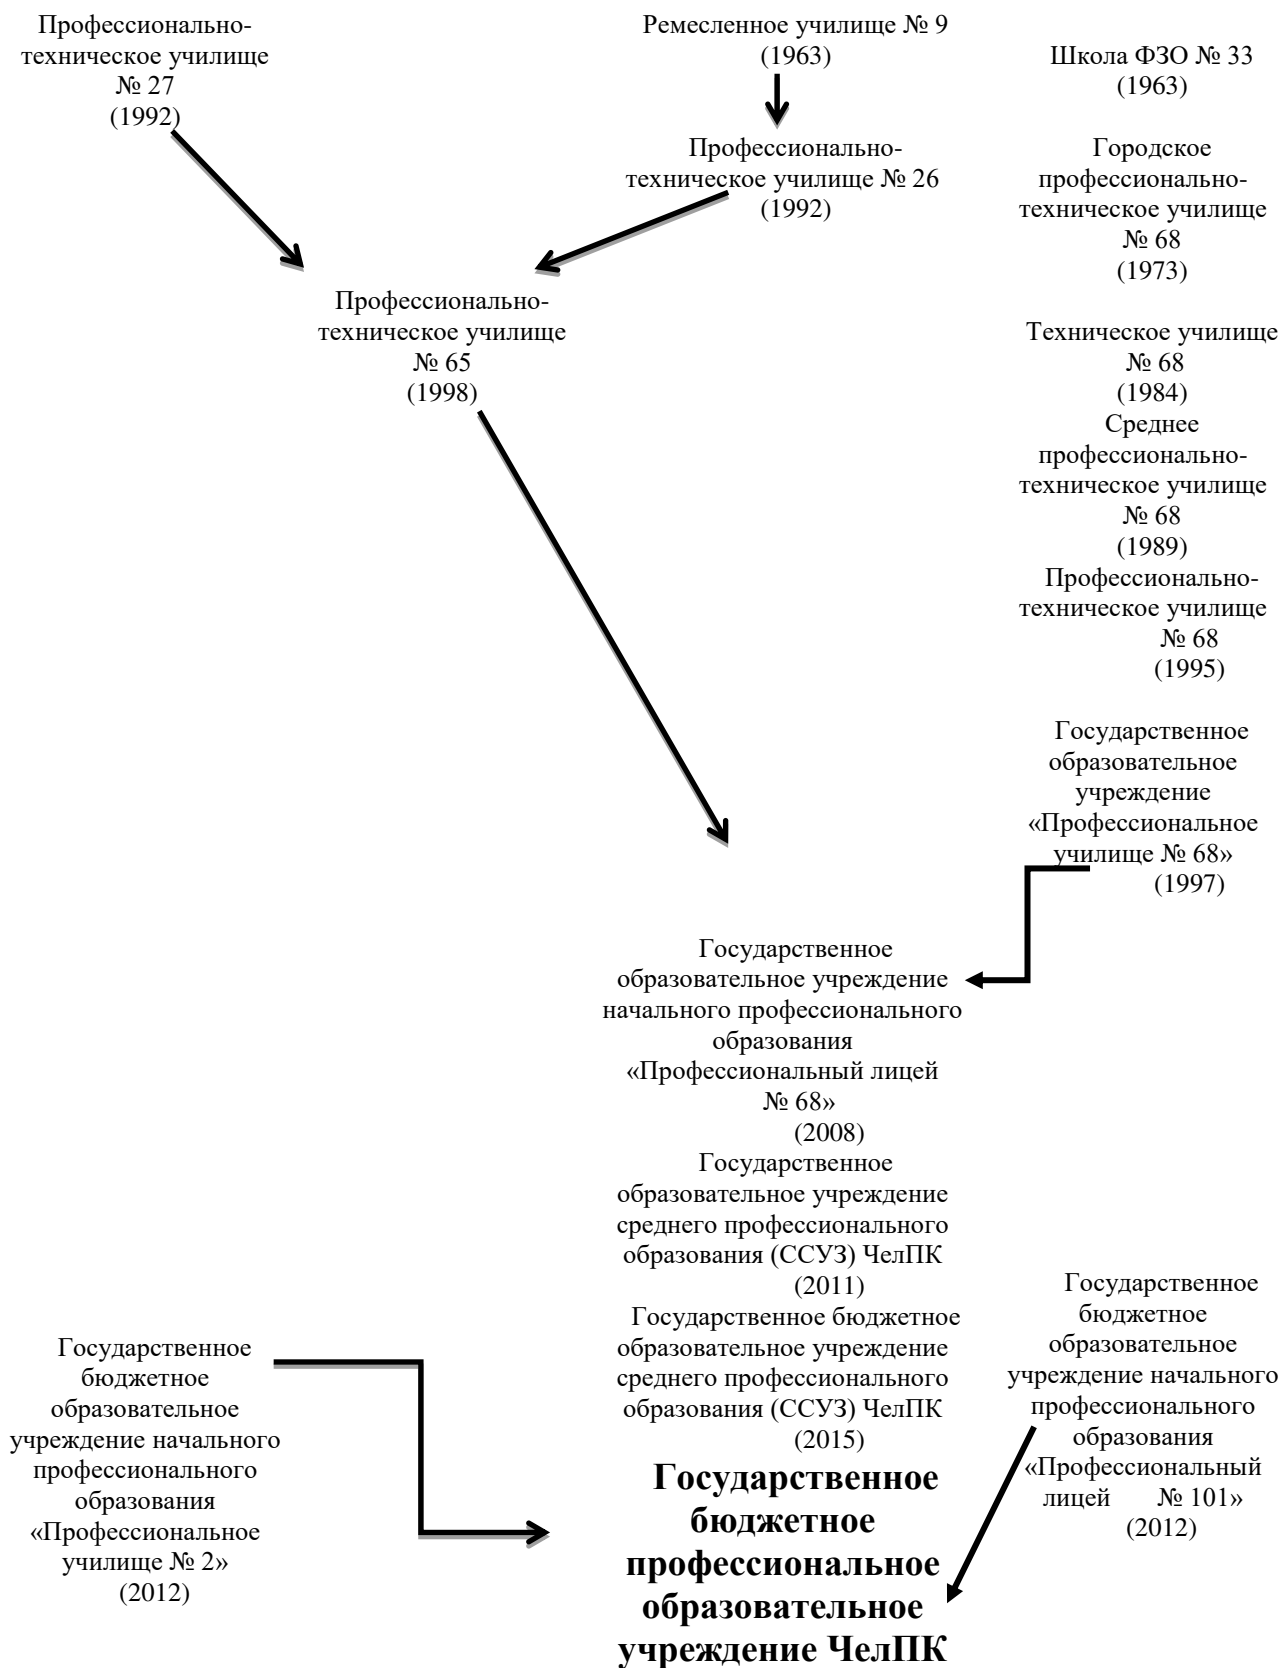 Профессионально-
техническое училище
№ 27
(1992)
Ремесленное училище № 9
(1963)
Школа ФЗО № 33
(1963)
Профессионально-
техническое училище № 26
(1992)
Городское
профессионально-
техническое училище
№ 68
(1973)
Профессионально-
техническое училище
№ 65
(1998)
Техническое училище
№ 68
(1984)
Среднее
профессионально-
техническое училище
№ 68
(1989)
Профессионально-
техническое училище
№ 68
(1995)
Государственное
образовательное
учреждение
«Профессиональное
училище № 68»
(1997)
Государственное
образовательное учреждение
начального профессионального
образования
«Профессиональный лицей
№ 68»
(2008)
Государственное
образовательное учреждение
среднего профессионального
образования (ССУЗ) ЧелПК
(2011)
Государственное бюджетное
образовательное учреждение
среднего профессионального
образования (ССУЗ) ЧелПК
(2015)
Государственное
бюджетное
образовательное
учреждение начального
профессионального
образования
«Профессиональный
лицей № 101»
(2012)
Государственное
бюджетное
образовательное
учреждение начального
профессионального
образования
«Профессиональное
училище № 2»
(2012)
Государственное
бюджетное
профессиональное
образовательное
учреждение ЧелПК